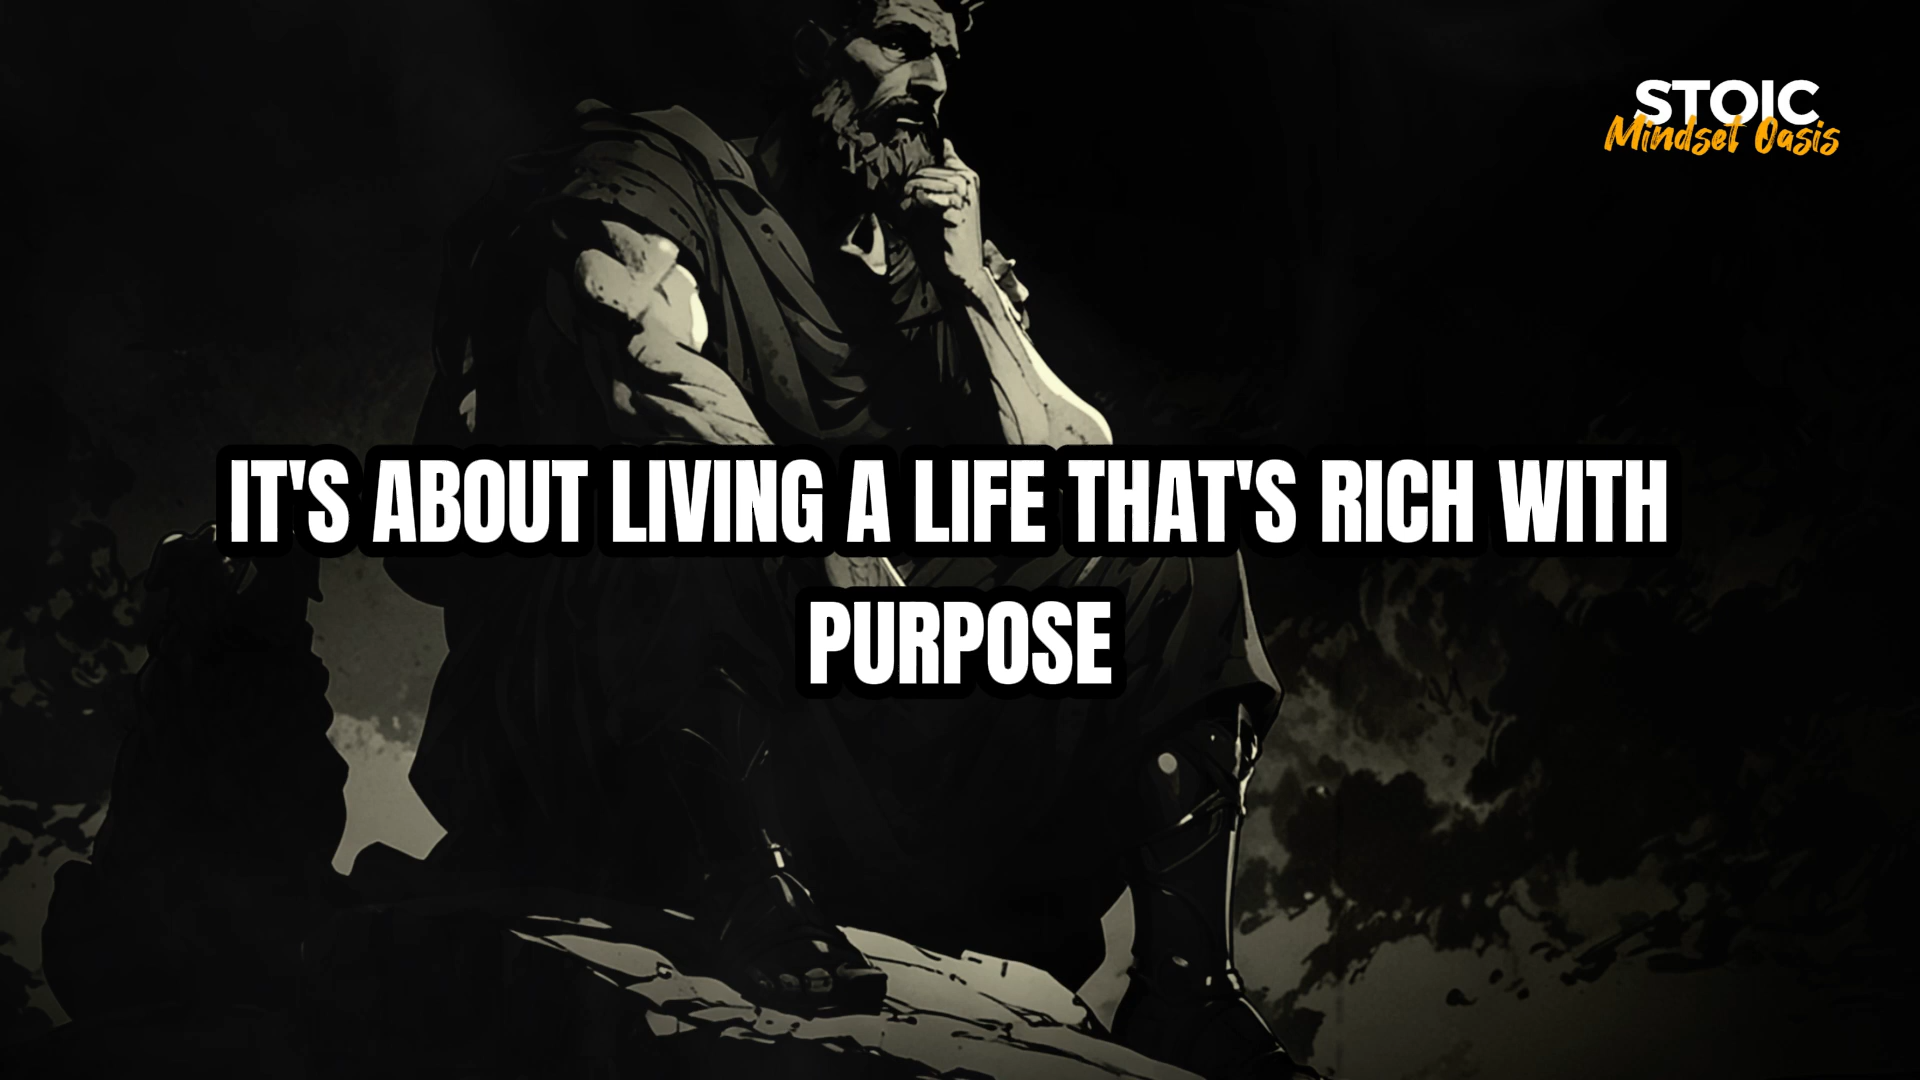 STOIC
Mindset Oasis
IT'S ABOUT LIVING A LIFE THAT'S RICH WITH
PURPOSE